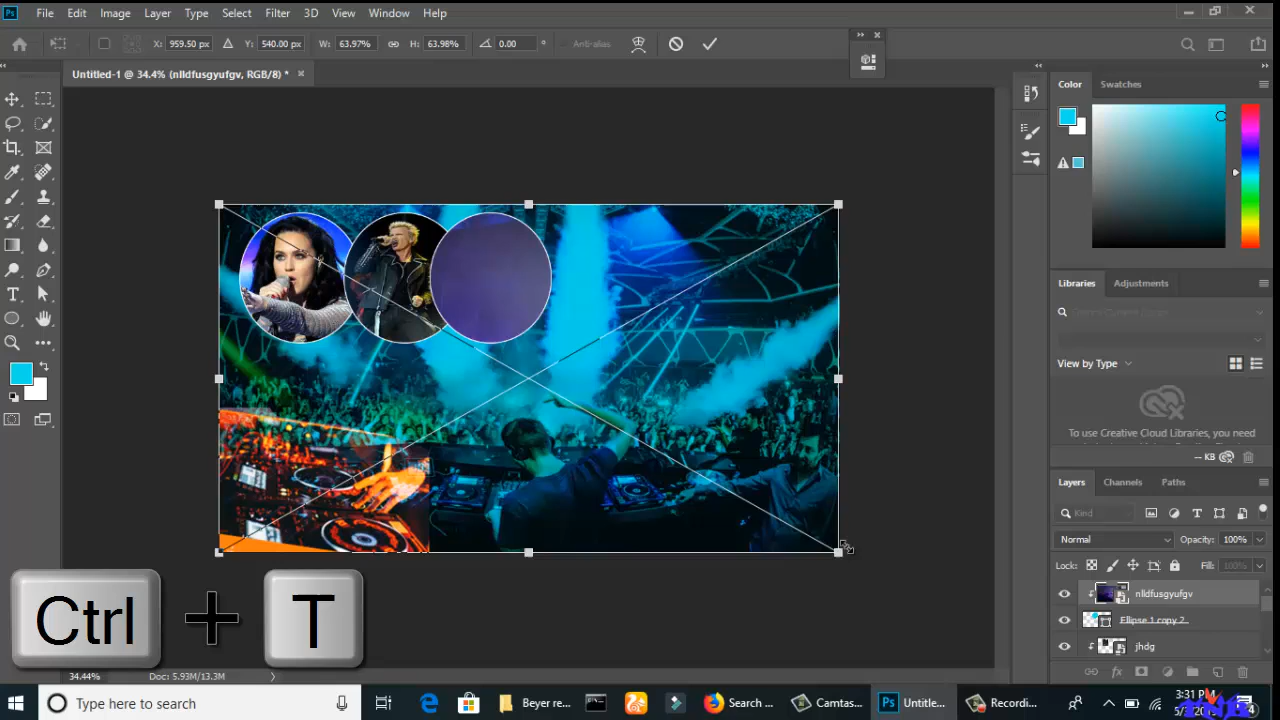 Ps File Edit Image Layer Type Select Filter 3D View Window Help
X: 959.50 px Y: 540.00 px W: 63.97% H: 63.98% 0.00 ° Anti-alias
Untitled-1 @ 34.4% (nlldfusgyufgv, RGB/8) *
Color Swatches
Libraries Adjustments
View by Type
To use Creative Cloud Libraries, you need
-- KB
Layers Channels Paths
Kind
Normal Opacity: 100%
Lock: Fill: 100%
nlldfusgyufgv
Ellipse 1 copy 2
jhdg
Ctrl + T
34.44% Doc: 5.93M/13.3M
Type here to search
Beyer re...
Search ...
Camtas...
Ps Untitle...
Recordi...
3:31 PM